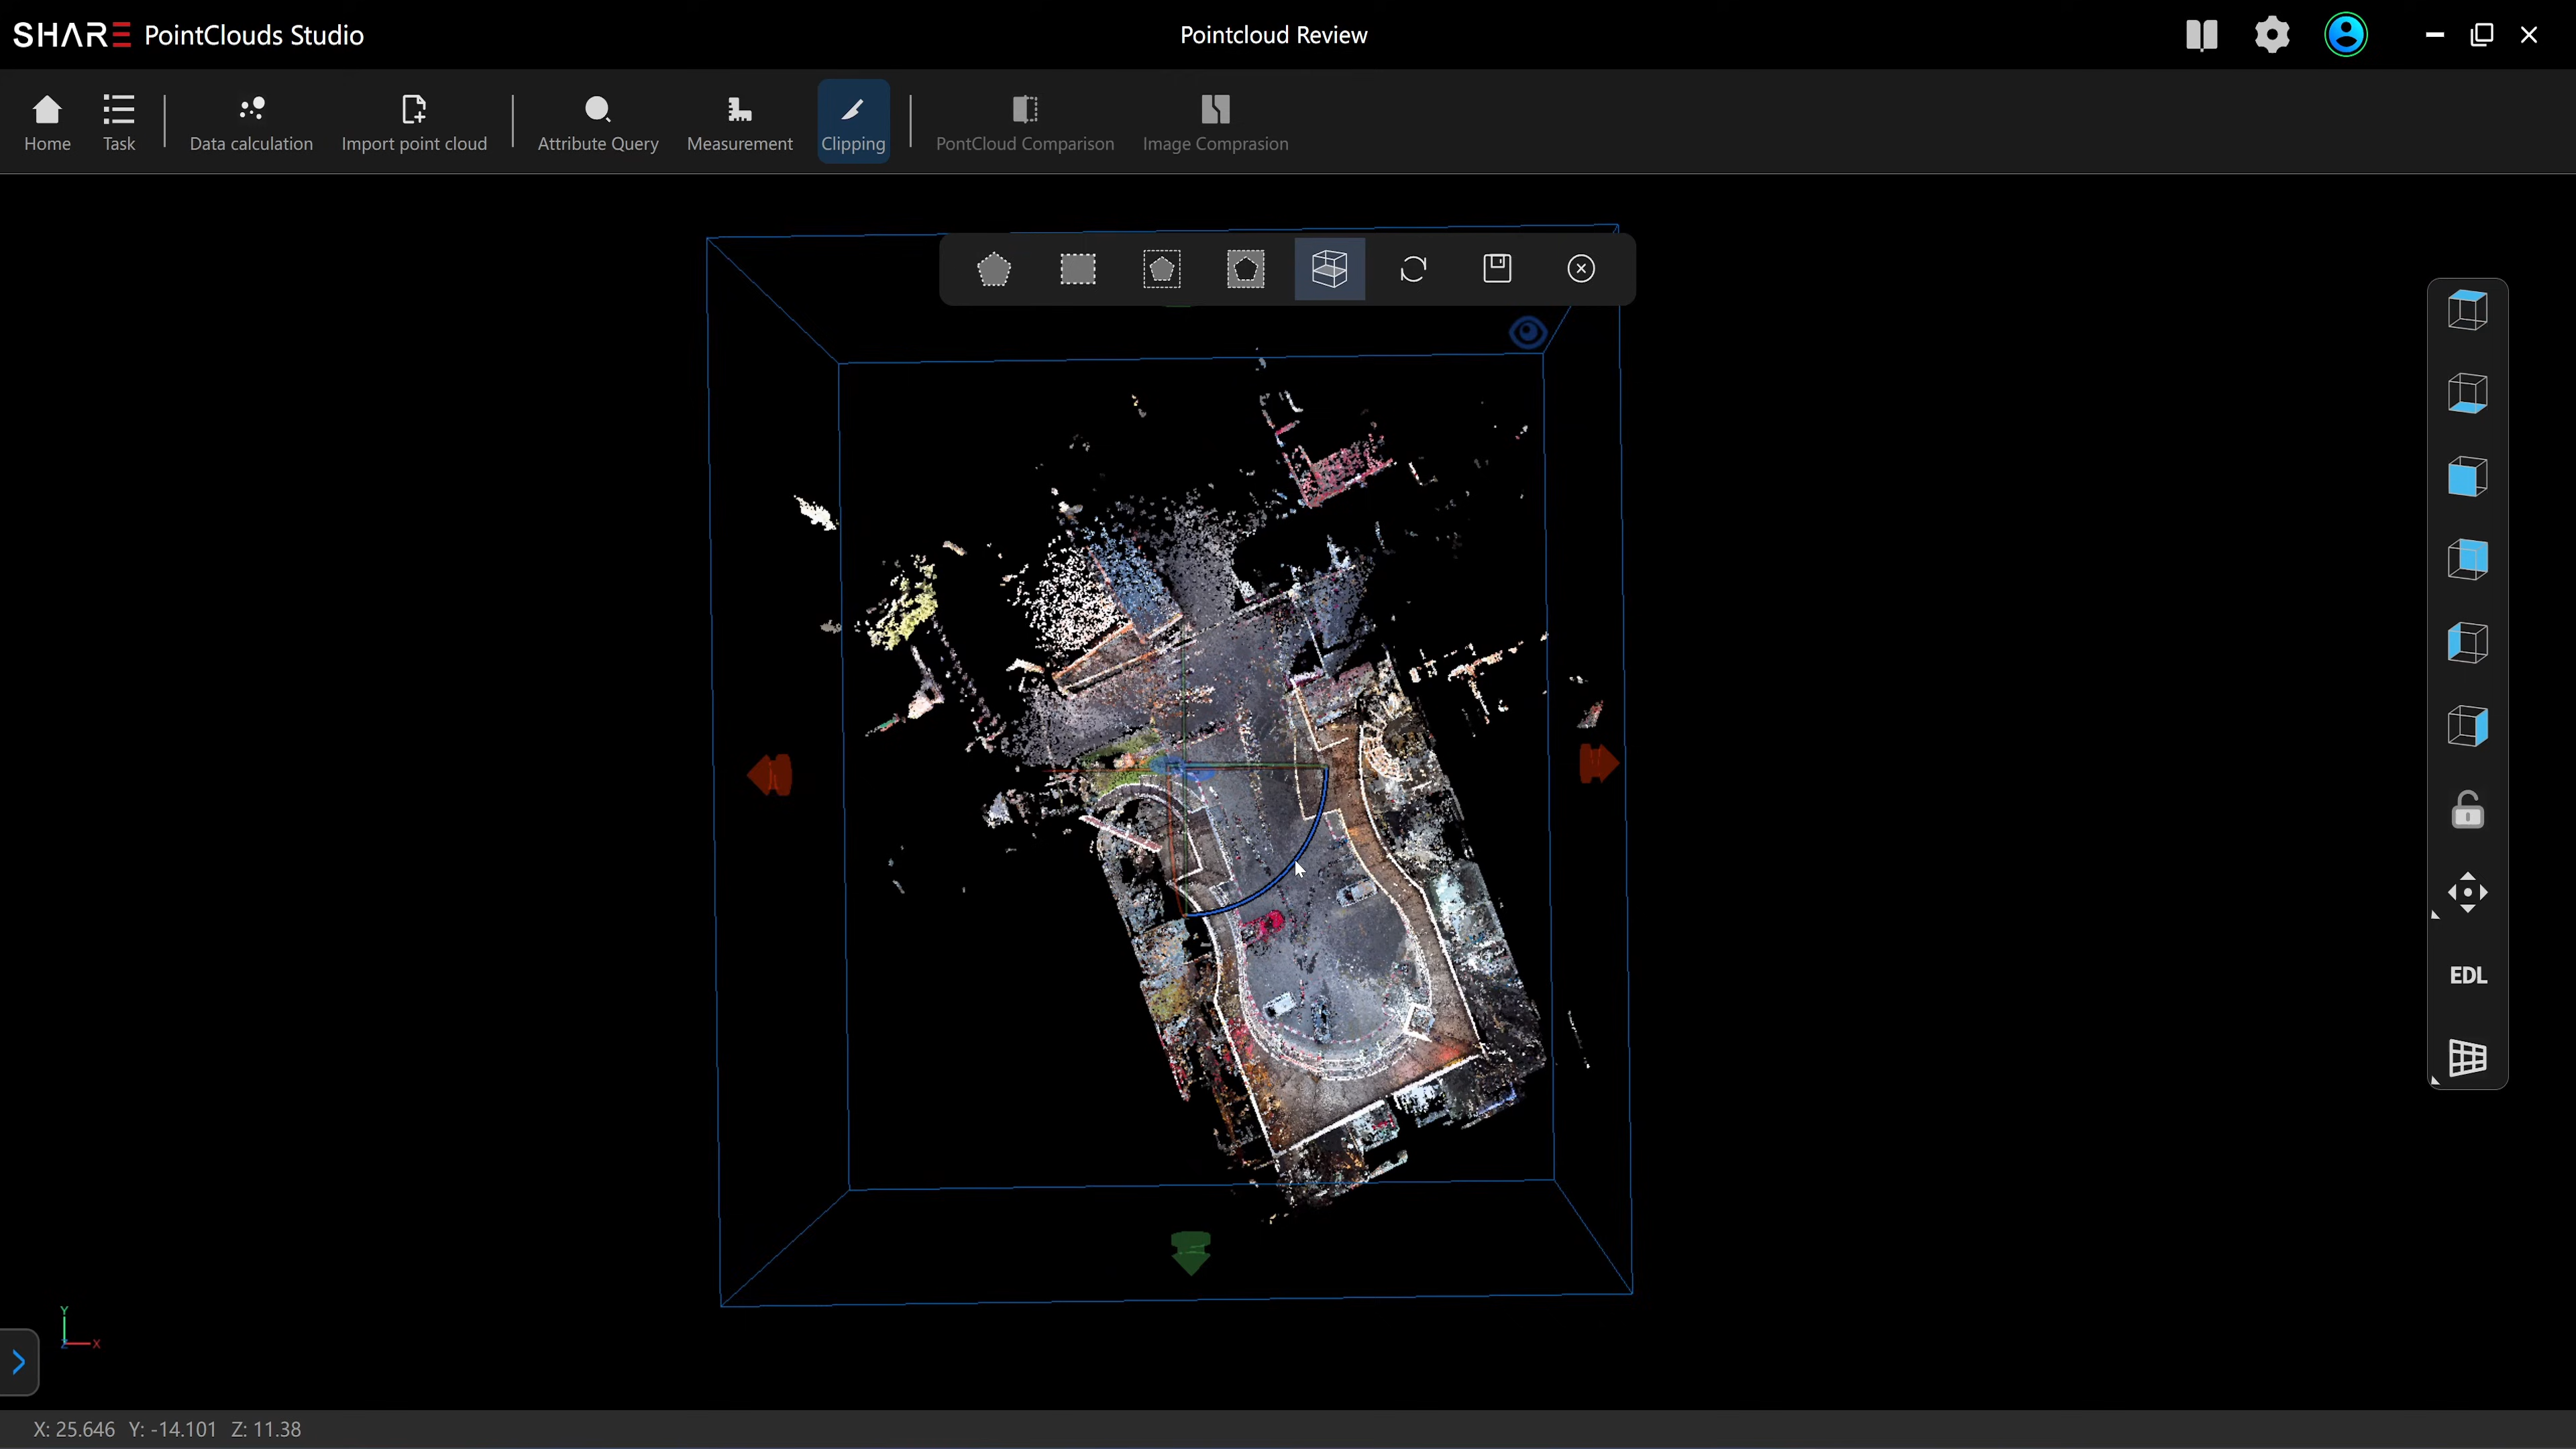 SHARE PointClouds Studio
Pointcloud Review
Home
Task
Data calculation
Import point cloud
Attribute Query
Measurement
Clipping
PontCloud Comparison
Image Comprasion
EDL
Y
Z
X
X: 25.646 Y: -14.101 Z: 11.38